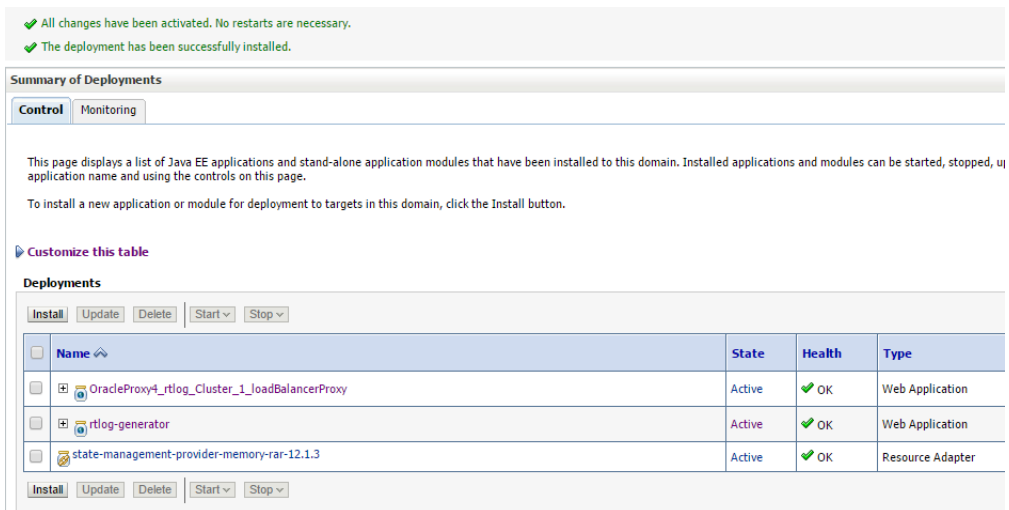 All changes have been activated. No restarts are necessary.
The deployment has been successfully installed.
Summary of Deployments
Control Monitoring
This page displays a list of Java EE applications and stand-alone application modules that have been installed to this domain. Installed applications and modules can be started, stopped,
application name and using the controls on this page.
To install a new application or module for deployment to targets in this domain, click the Install button.
Customize this table
Deployments
Install Update Delete Start Stop
Name State Health Type
OracleProxy4_rtlog_Cluster_1_loadBalancerProxy Active OK Web Application
rtlog-generator Active OK Web Application
state-management-provider-memory-rar-12.1.3 Active OK Resource Adapter
Install Update Delete Start Stop